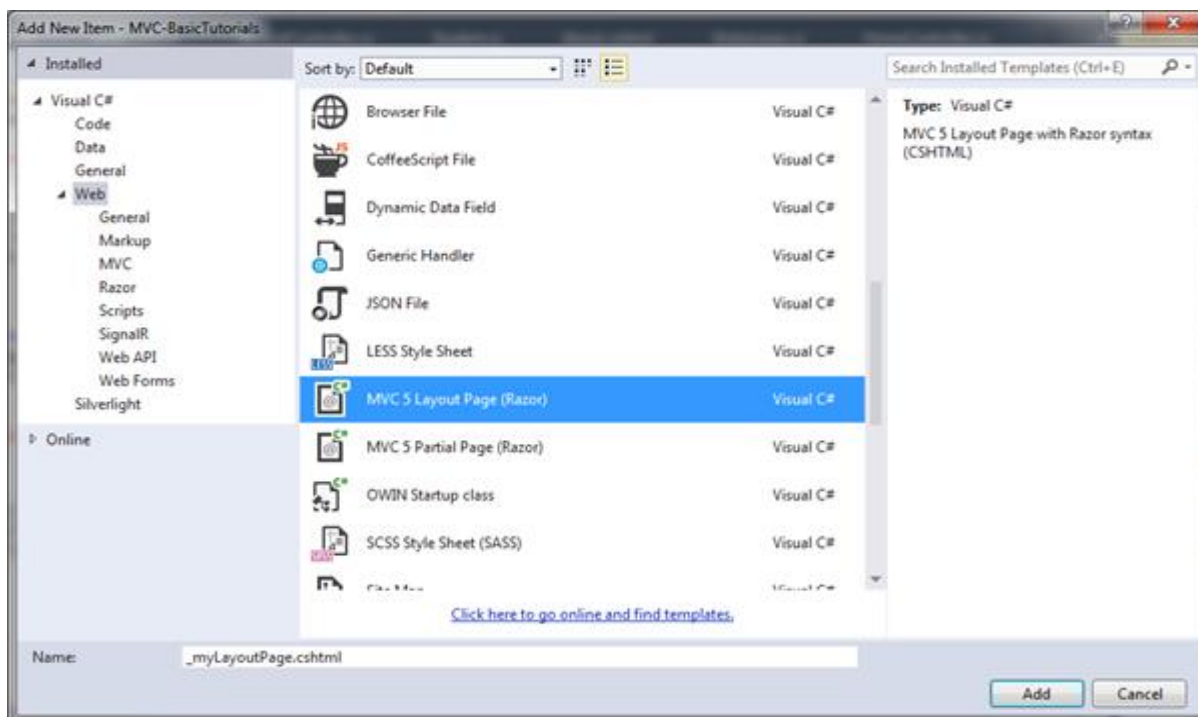 Add New Item - MVC-BasicTutorials
Installed
Sort by: Default
Search Installed Templates (Ctrl+E)
Visual C#
Code
Data
General
Web
General
Markup
MVC
Razor
Scripts
SignalR
Web API
Web Forms
Silverlight
Online
Browser File Visual C#
CoffeeScript File Visual C#
Dynamic Data Field Visual C#
Generic Handler Visual C#
JSON File Visual C#
LESS Style Sheet Visual C#
MVC 5 Layout Page (Razor) Visual C#
MVC 5 Partial Page (Razor) Visual C#
OWIN Startup class Visual C#
SCSS Style Sheet (SASS) Visual C#
Site Map Visual C#
Click here to go online and find templates.
Type: Visual C#
MVC 5 Layout Page with Razor syntax
(CSHTML)
Name: _myLayoutPage.cshtml
Add Cancel